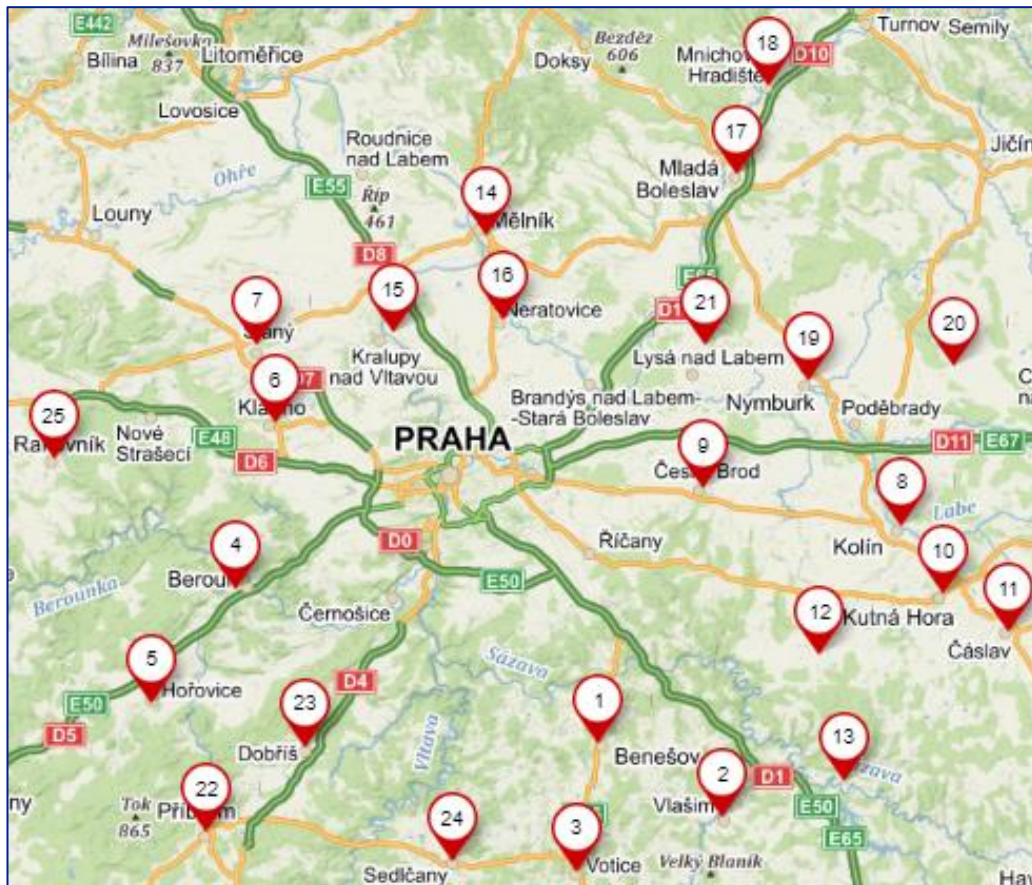 E442
Milešovka
837
Bílina
Litoměřice
Lovosice
Bezděz
606
Doksy
18
Mnichovo
Hradiště
D10
Turnov
Semily
17
Roudnice
nad Labem
Mladá
Boleslav
Jičín
Ohře
E55
Říp
461
14
Mělník
Louny
D8
16
7
15
21
Neratovice
Slaný
19
20
Lysá nad Labem
Kralupy
nad Vltavou
6
Kladno
Brandýs nad Labem-
-Stará Boleslav
Nymburk
Poděbrady
25
Rakovník
Nové
Strašecí
E48
D6
PRAHA
D11
E67
9
Český Brod
8
Labe
D0
Kolín
4
Říčany
10
Beroun
Berounka
E50
Černošice
11
12
Kutná Hora
Čáslav
5
Sázava
Hořovice
D4
E50
D5
23
1
Vltava
Dobříš
Benešov
13
Sázava
2
D1
22
Tok
865
Příbram
Vlašim
E50
24
3
E65
Sedlčany
Votice
Velký Blaník